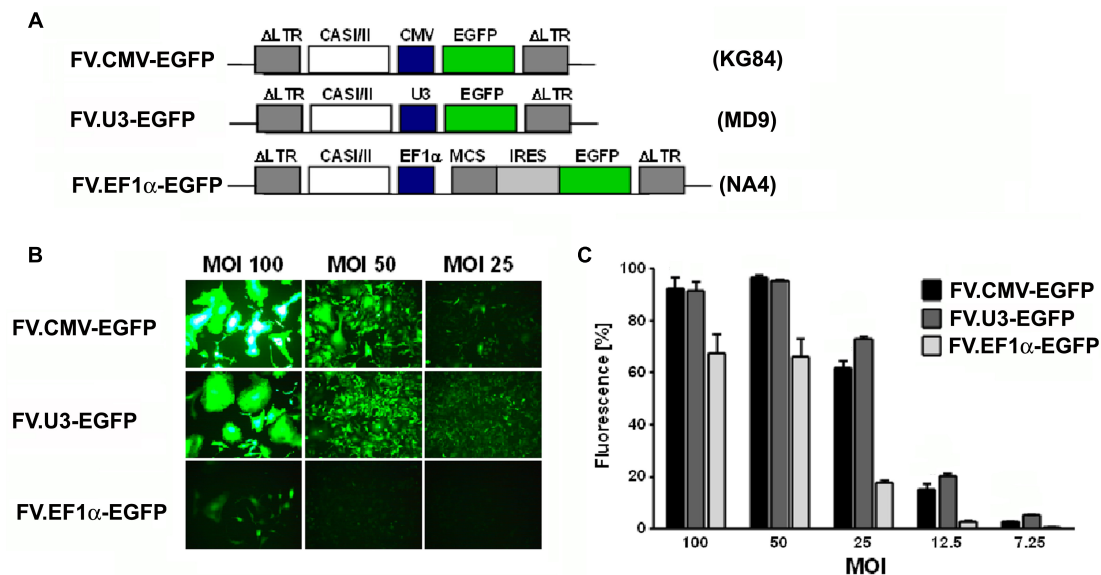 A
ΔLTR CASI/II CMV EGFP ΔLTR
FV.CMV-EGFP (KG84)
ΔLTR CASI/II U3 EGFP ΔLTR
FV.U3-EGFP (MD9)
ΔLTR CASI/II EF1α MCS IRES EGFP ΔLTR
FV.EF1α-EGFP (NA4)
B
MOI 100 MOI 50 MOI 25
FV.CMV-EGFP
FV.U3-EGFP
FV.EF1α-EGFP
C
100
80
60
40
20
0
Fluorescence [%]
FV.CMV-EGFP
FV.U3-EGFP
FV.EF1α-EGFP
100 50 25 12.5 7.25
MOI